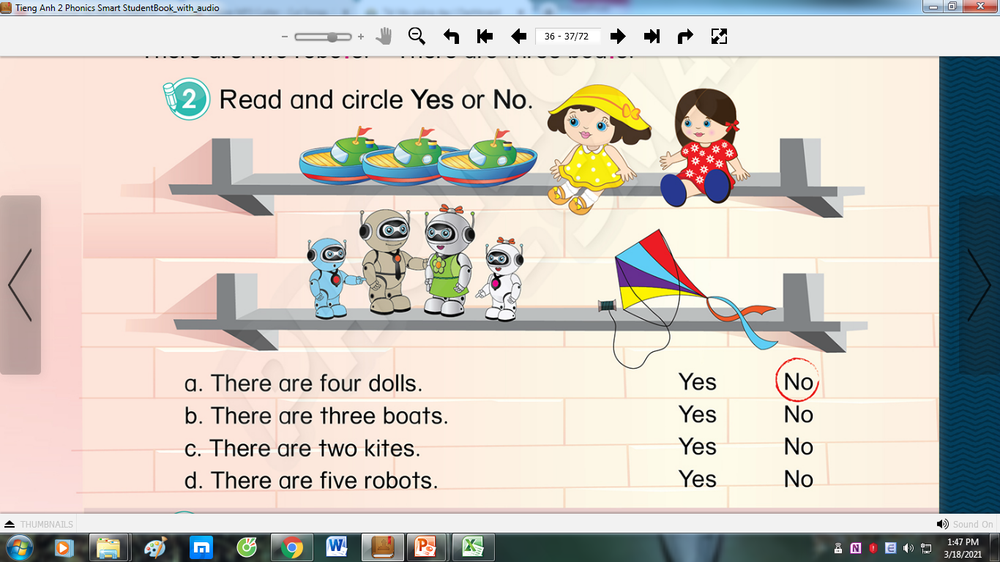 Tieng Anh 2 Phonics Smart StudentBook_with_audio
36 - 37/72
2 Read and circle Yes or No.
a. There are four dolls. Yes No
b. There are three boats. Yes No
c. There are two kites. Yes No
d. There are five robots. Yes No
THUMBNAILS
Sound On
1:47 PM
3/18/2021